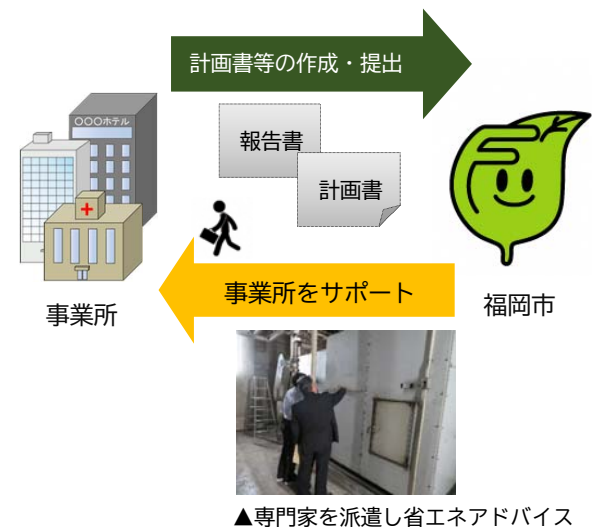 計画書等の作成・提出
〇〇〇ホテル
報告書
計画書
事業所をサポート
事業所
福岡市
▲専門家を派遣し省エネアドバイス